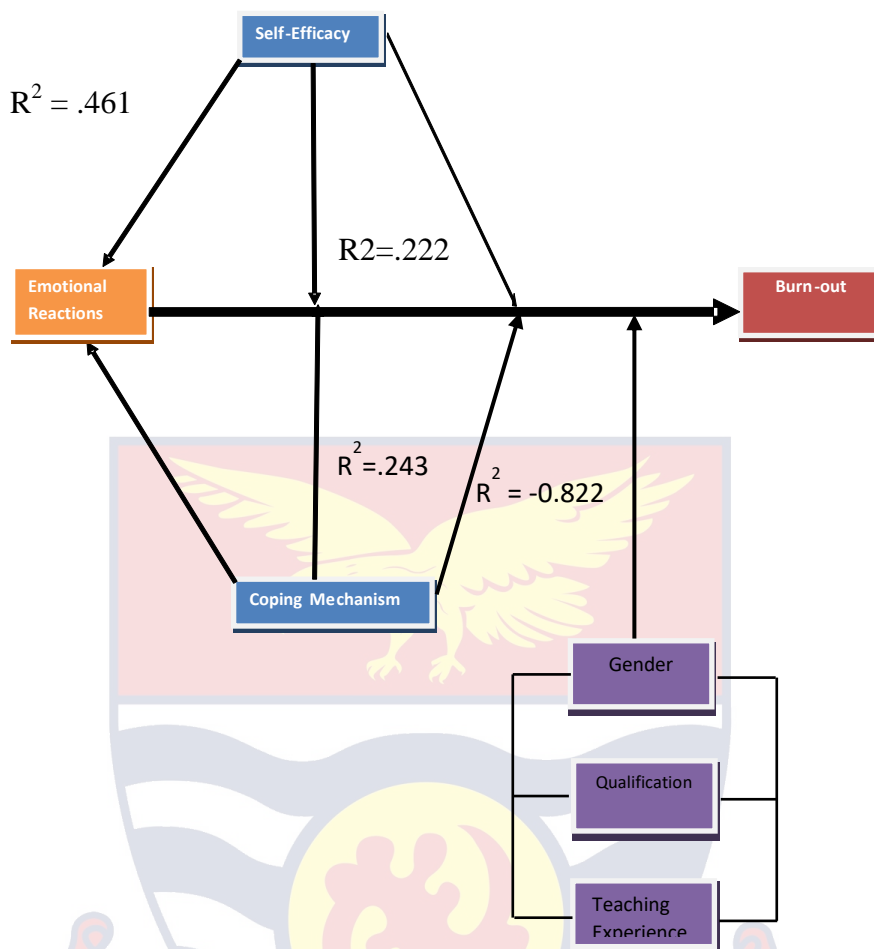 Self-Efficacy
R² = .461
R2=.222
Emotional
Reactions
Burn-out
R²=.243
R² = -0.822
Coping Mechanism
Gender
Qualification
Teaching
Experience